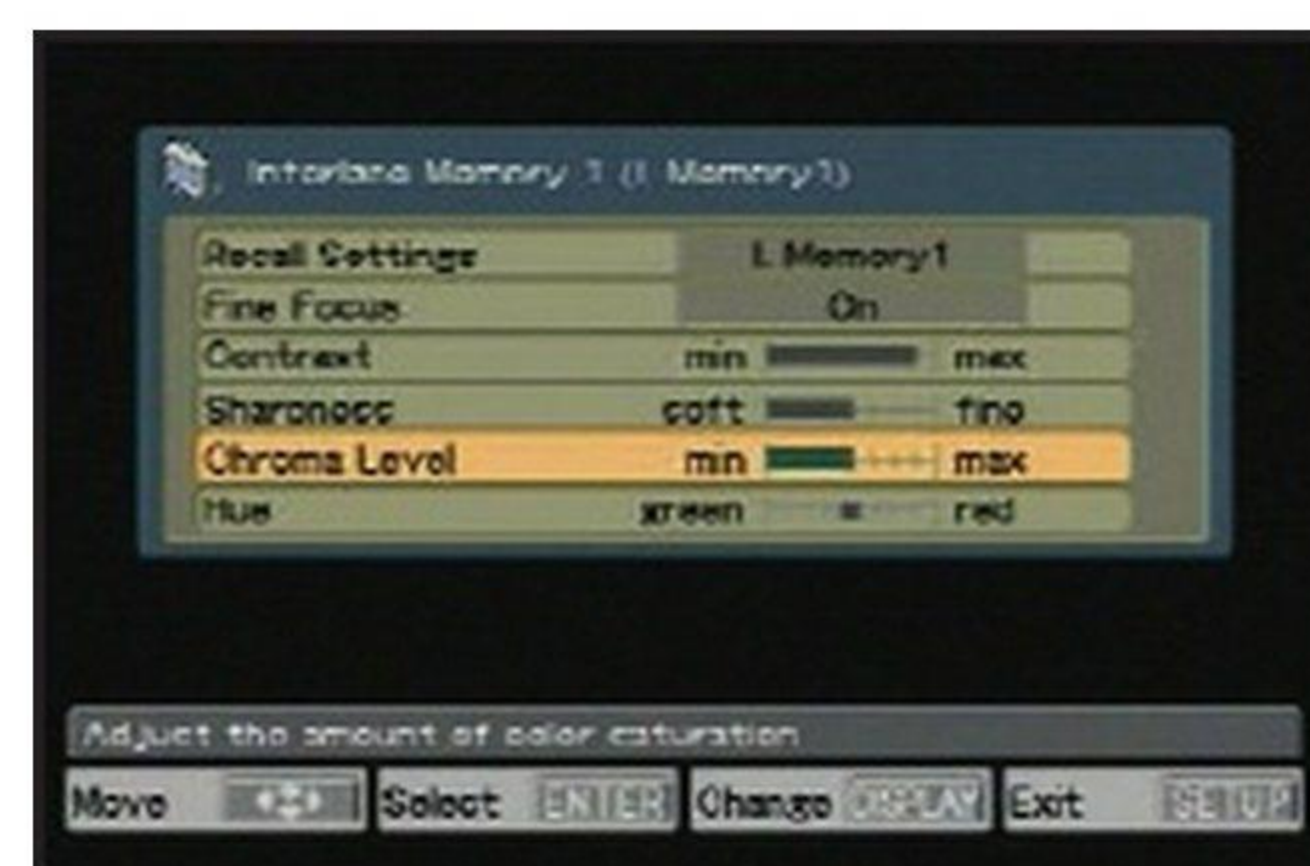 Interlace Memory 1 (I. Memory1)
Recall Settings I. Memory1
Fine Focus On
Contrast min max
Sharpness soft fine
Chroma Level min max
Hue green red
Adjust the amount of color saturation
Move
Select ENTER
Change DISPLAY
Exit SETUP